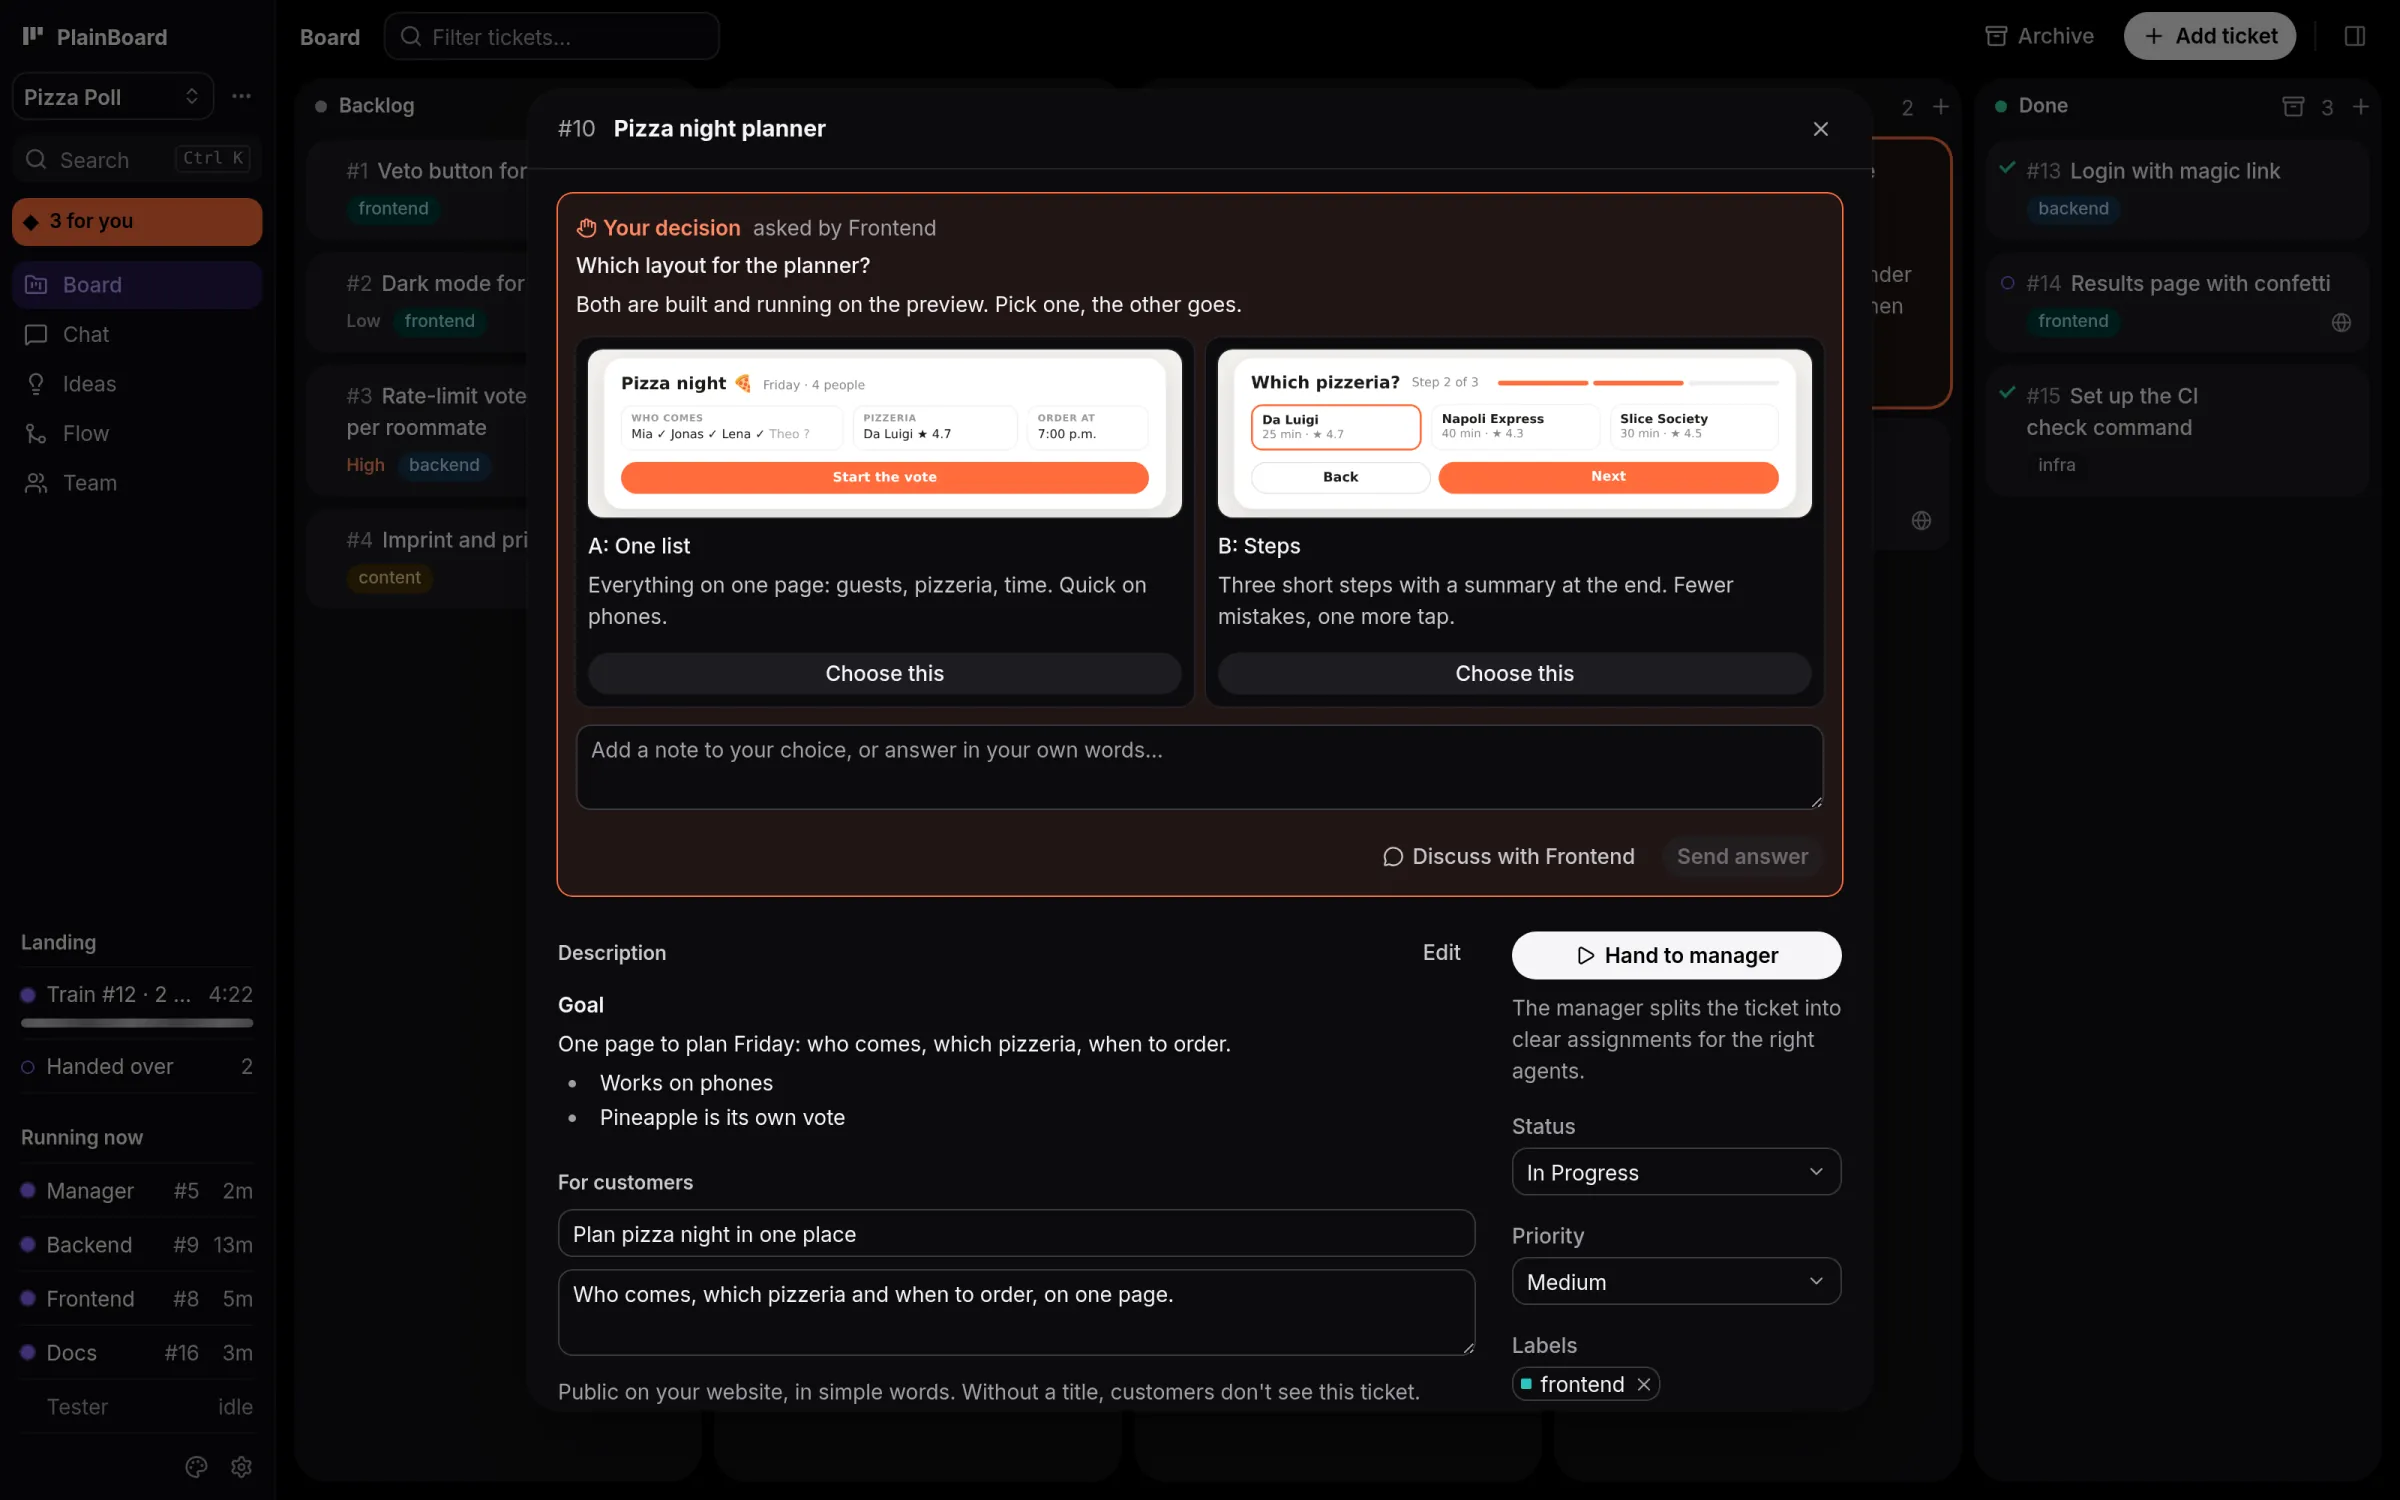 PlainBoard
Pizza Poll
Search
Ctrl K
3 for you
Board
Chat
Ideas
Flow
Team
Landing
Train #12 · 2 ... 4:22
Handed over 2
Running now
Manager #5 2m
Backend #9 13m
Frontend #8 5m
Docs #16 3m
Tester idle
Board
Filter tickets...
Archive
+ Add ticket
Backlog
#1 Veto button for
frontend
#2 Dark mode for
Low frontend
#3 Rate-limit vote
per roommate
High backend
#4 Imprint and pri
content
#10 Pizza night planner
Your decision asked by Frontend
Which layout for the planner?
Both are built and running on the preview. Pick one, the other goes.
Pizza night 🍕 Friday · 4 people
WHO COMES
Mia ✓ Jonas ✓ Lena ✓ Theo ?
PIZZERIA
Da Luigi ★ 4.7
ORDER AT
7:00 p.m.
Start the vote
A: One list
Everything on one page: guests, pizzeria, time. Quick on
phones.
Choose this
Which pizzeria? Step 2 of 3
Da Luigi
25 min · ★ 4.7
Napoli Express
40 min · ★ 4.3
Slice Society
30 min · ★ 4.5
Back
Next
B: Steps
Three short steps with a summary at the end. Fewer
mistakes, one more tap.
Choose this
Add a note to your choice, or answer in your own words...
Discuss with Frontend
Send answer
Description
Edit
Goal
One page to plan Friday: who comes, which pizzeria, when to order.
• Works on phones
• Pineapple is its own vote
For customers
Plan pizza night in one place
Who comes, which pizzeria and when to order, on one page.
Public on your website, in simple words. Without a title, customers don't see this ticket.
Hand to manager
The manager splits the ticket into
clear assignments for the right
agents.
Status
In Progress
Priority
Medium
Labels
frontend
2 +
Done 3 +
#13 Login with magic link
backend
#14 Results page with confetti
frontend
#15 Set up the CI
check command
infra